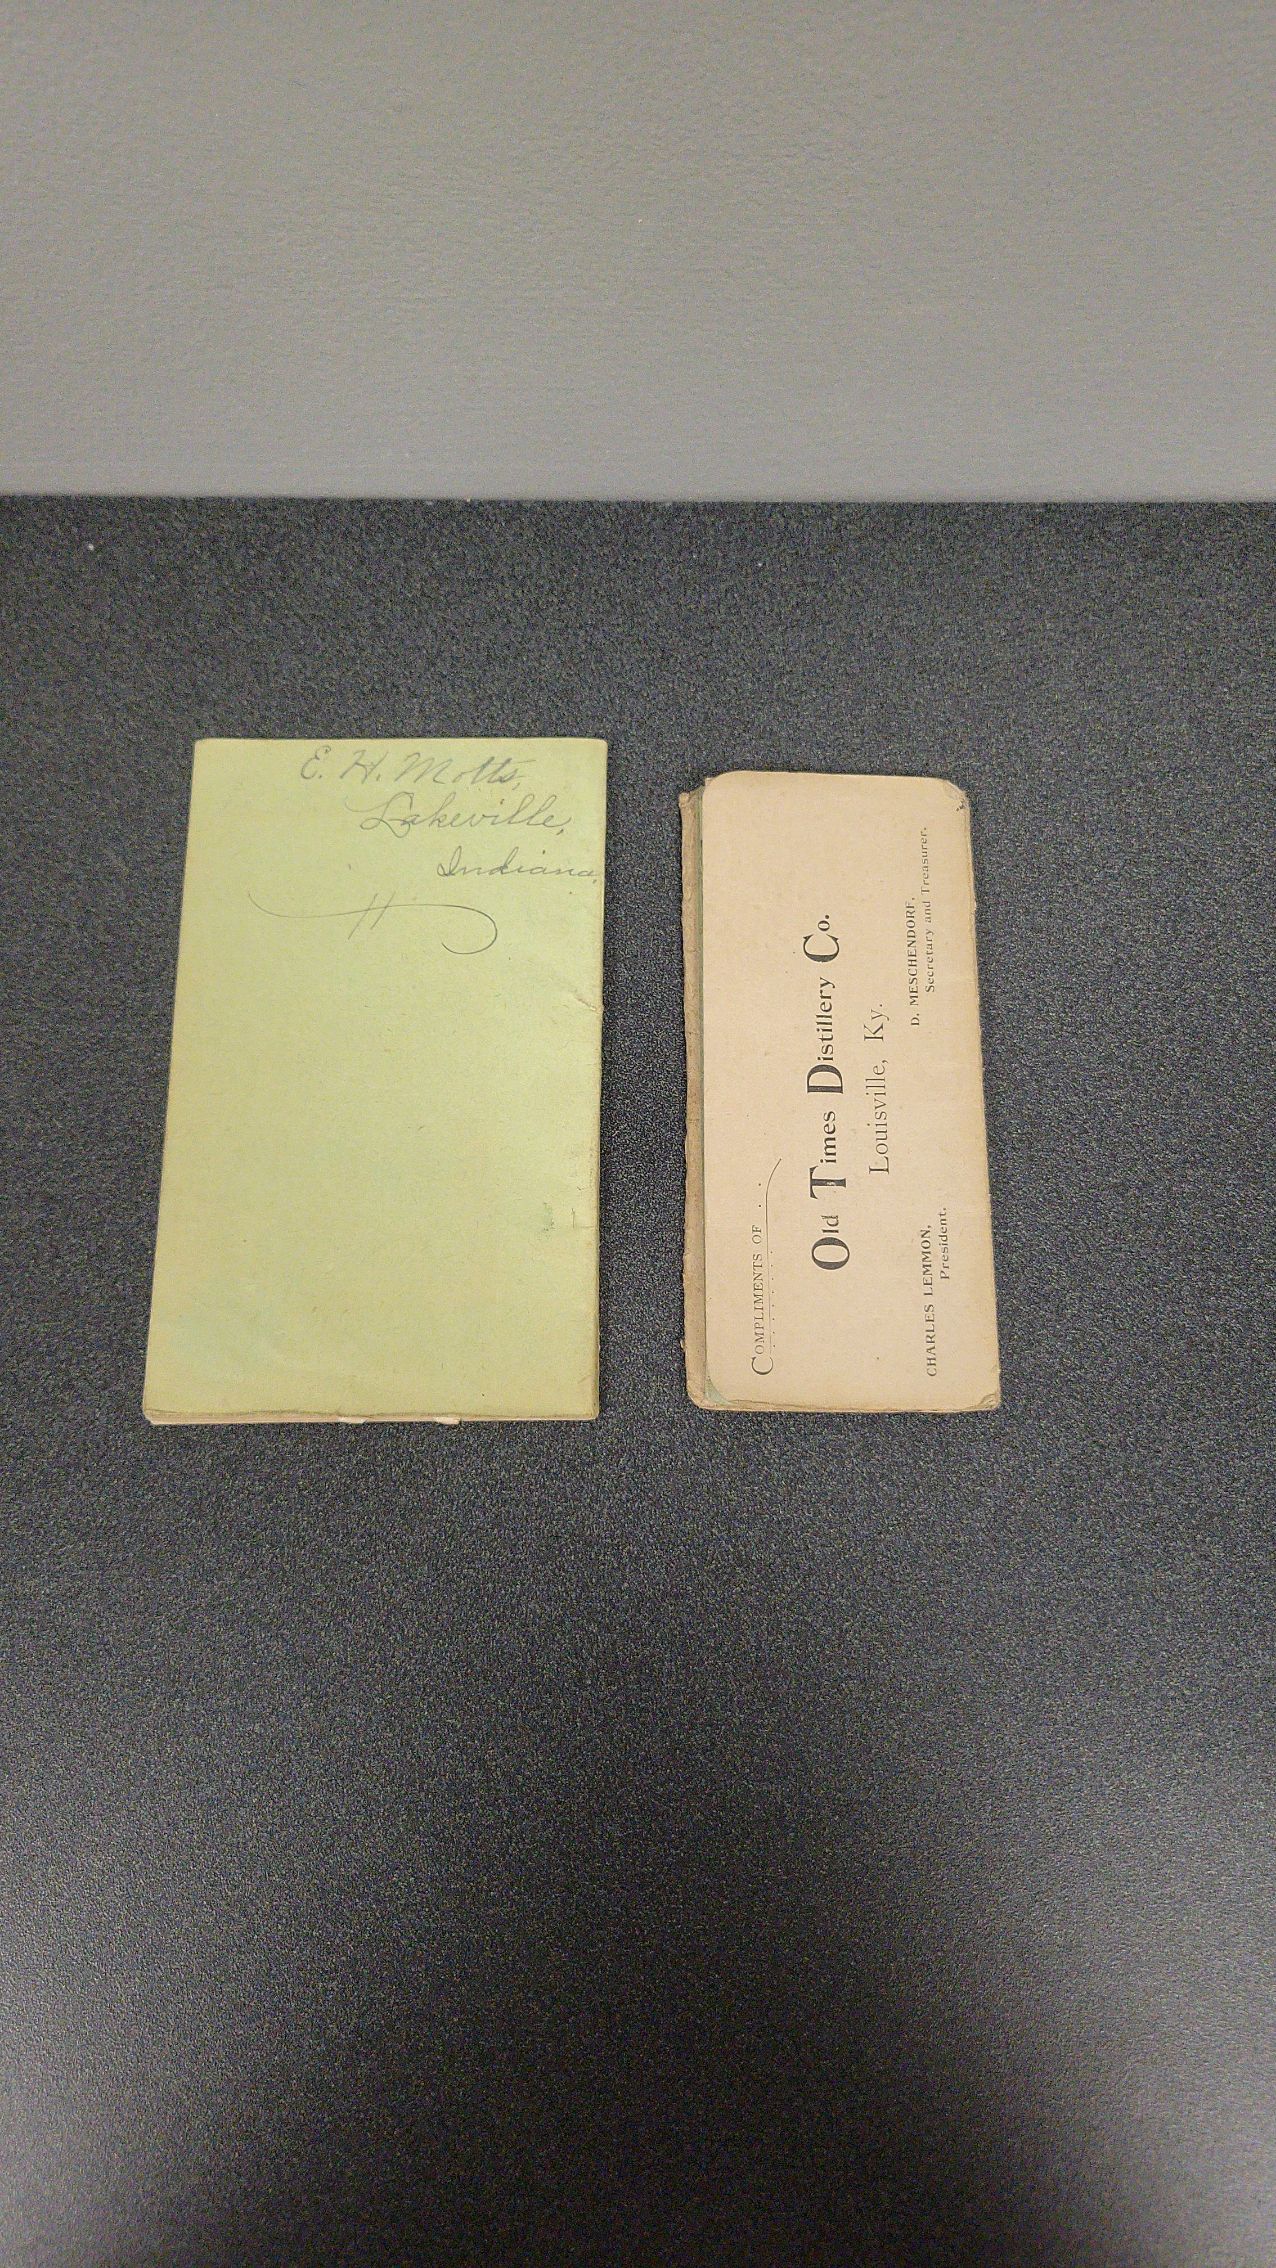 E. H. Motts,
Lakeville,
Indiana.
COMPLIMENTS OF . .
Old Times Distillery Co.
Louisville, Ky.
CHARLES LEMMON,
President.
D. MESCHENDORF,
Secretary and Treasurer.